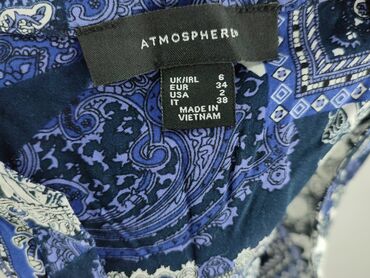 ATMOSPHERE
UK/IRL 6
EUR 34
USA 2
IT 38
MADE IN
VIETNAM